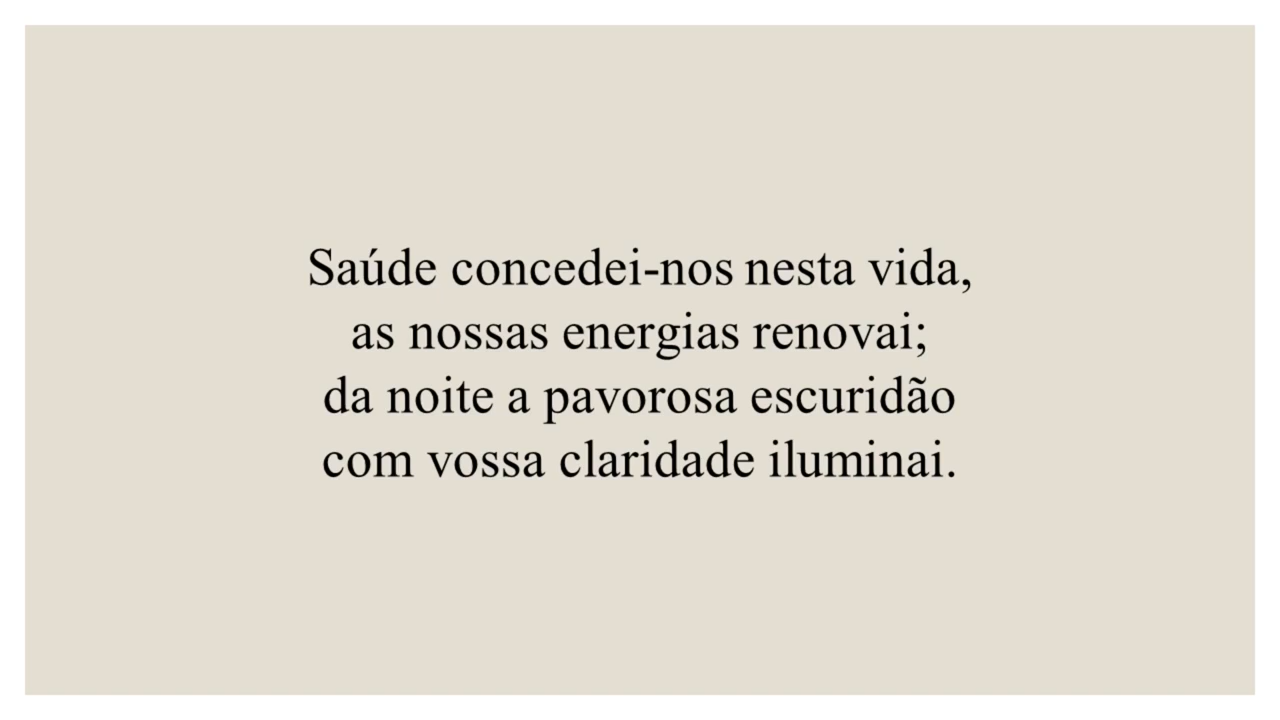 Saúde concedei-nos nesta vida,
as nossas energias renovai;
da noite a pavorosa escuridão
com vossa claridade iluminai.